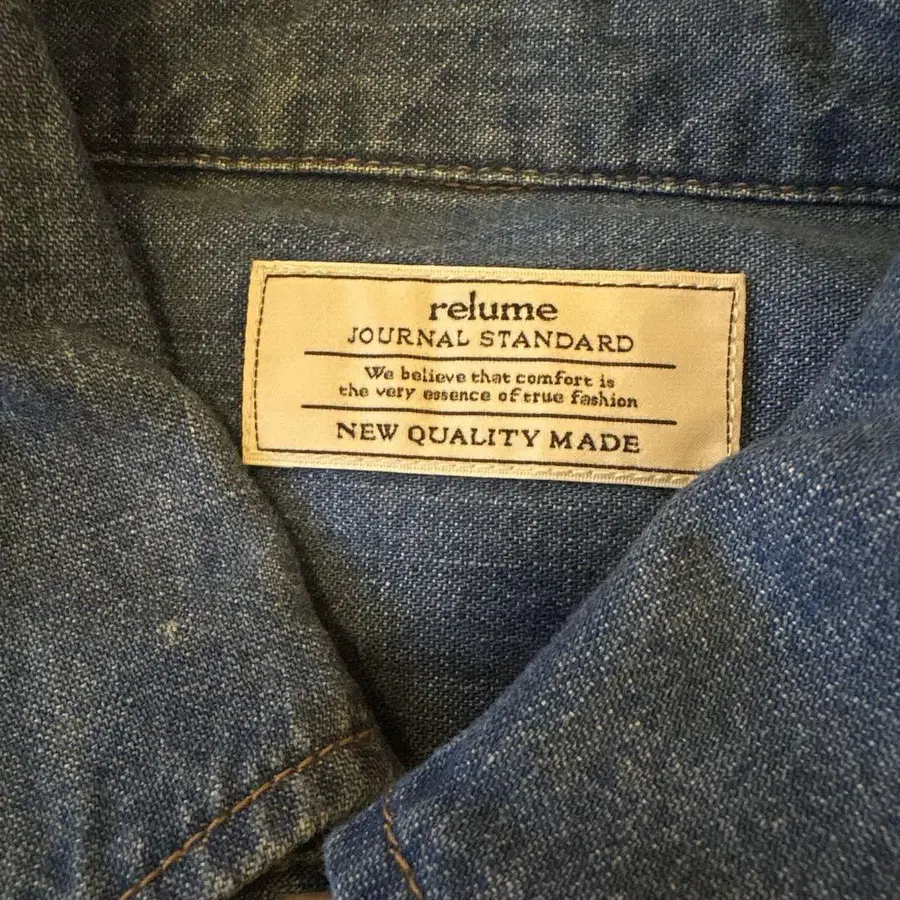 relume
JOURNAL STANDARD
We believe that comfort is
the very essence of true fashion
NEW QUALITY MADE